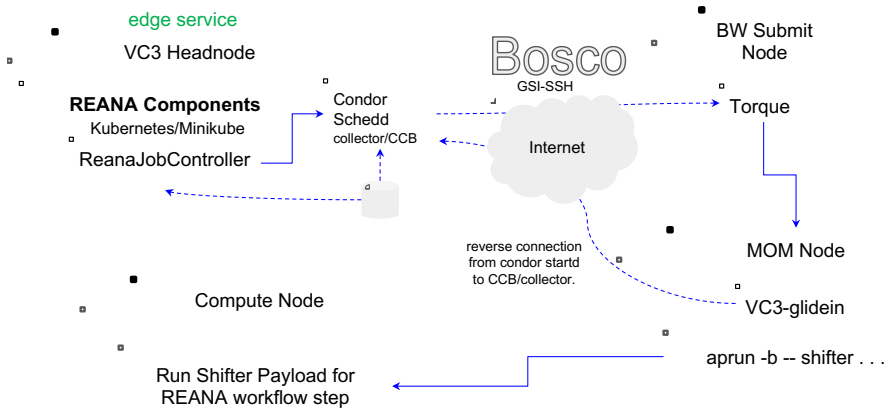 edge service
VC3 Headnode
REANA Components
Kubernetes/Minikube
ReanaJobController
Condor
Schedd
collector/CCB
Bosco
GSI-SSH
Internet
BW Submit
Node
Torque
reverse connection
from condor startd
to CCB/collector.
MOM Node
VC3-glidein
aprun -b -- shifter . . .
Compute Node
Run Shifter Payload for
REANA workflow step